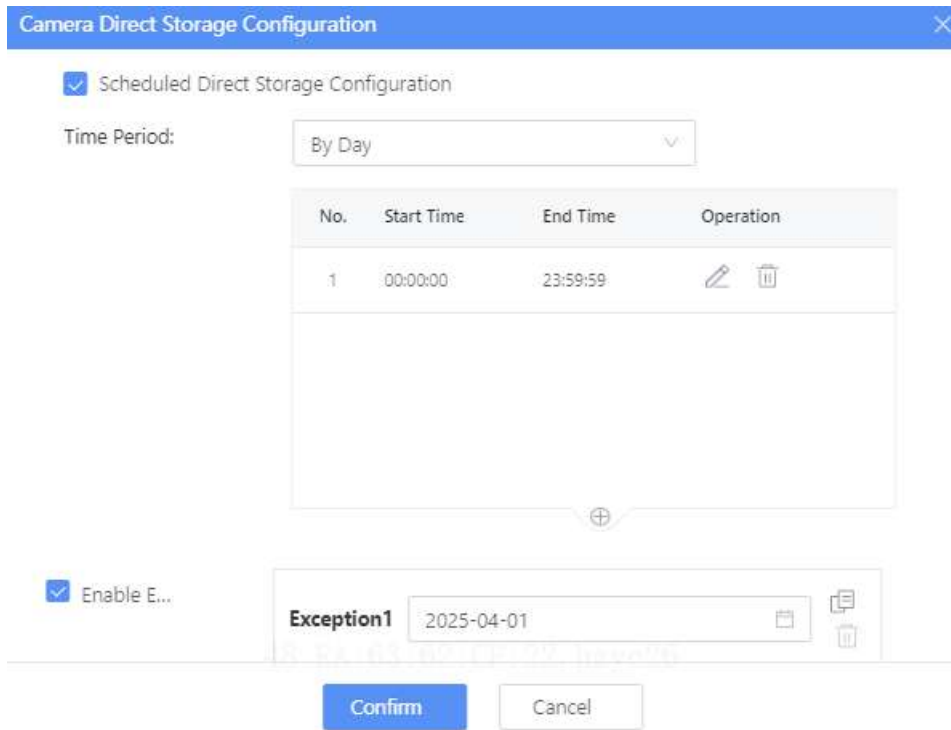 Camera Direct Storage Configuration
Scheduled Direct Storage Configuration
Time Period: By Day
No. Start Time End Time Operation
1 00:00:00 23:59:59
Enable E...
Exception1 2025-04-01
Confirm Cancel